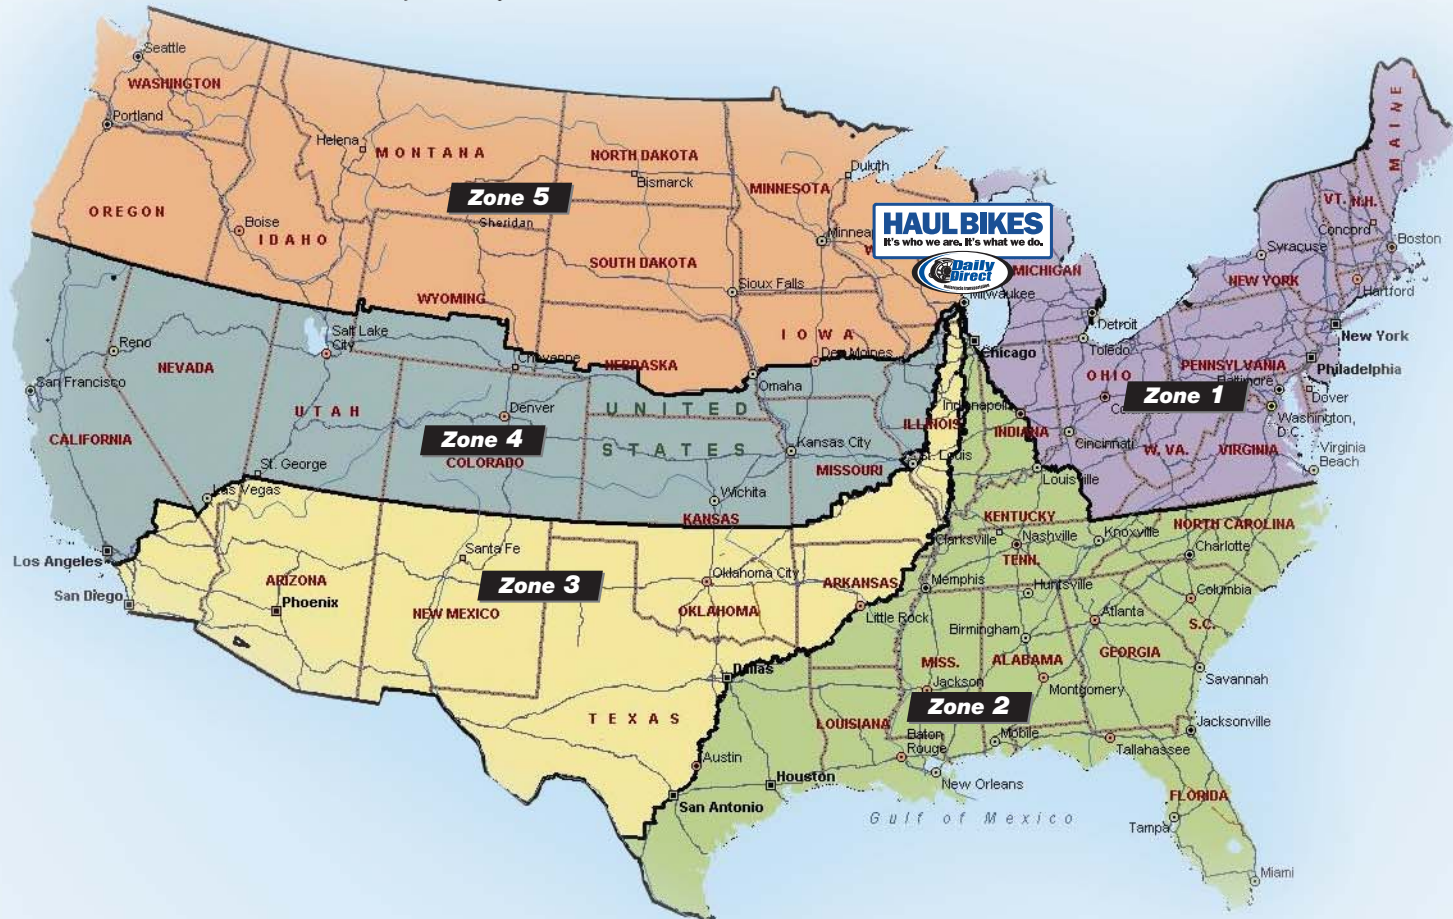 Seattle
WASHINGTON
Portland
Helena
MONTANA
NORTH DAKOTA
Bismarck
Duluth
MINNESOTA
MAINE
Zone 5
Sheridan
OREGON
Boise
IDAHO
HAUL BIKES
It's who we are. It's what we do.
Daily
Direct
Minneap
SOUTH DAKOTA
Sioux Falls
WYOMING
MICHIGAN
Milwaukee
VT.
N.H.
Concord
Boston
Syracuse
NEW YORK
Hartford
New York
Detroit
Toledo
Chicago
PENNSYLVANIA
Philadelphia
OHIO
Baltimore
Dover
Zone 1
Washington,
D.C.
Virginia
Beach
Reno
Salt Lake
City
NEVADA
San Francisco
CALIFORNIA
UTAH
Cheyenne
NEBRASKA
IOWA
Des Moines
Omaha
Denver
UNITED
STATES
Zone 4
COLORADO
Kansas City
MISSOURI
ILLINOIS
Indianapolis
INDIANA
Cincinnati
W. VA.
VIRGINIA
St. George
Las Vegas
Wichita
KANSAS
St. Louis
Louisville
KENTUCKY
Los Angeles
San Diego
Santa Fe
ARIZONA
Phoenix
Zone 3
NEW MEXICO
Oklahoma City
OKLAHOMA
ARKANSAS
Little Rock
Clarksville
Nashville
Knoxville
TENN.
NORTH CAROLINA
Charlotte
Memphis
Huntsville
Columbia
S.C.
Atlanta
Birmingham
GEORGIA
MISS.
ALABAMA
Jackson
Montgomery
Savannah
Dallas
TEXAS
Zone 2
LOUISIANA
Baton
Rouge
Mobile
Jacksonville
Tallahassee
Austin
Houston
New Orleans
San Antonio
Gulf of Mexico
FLORIDA
Tampa
Miami